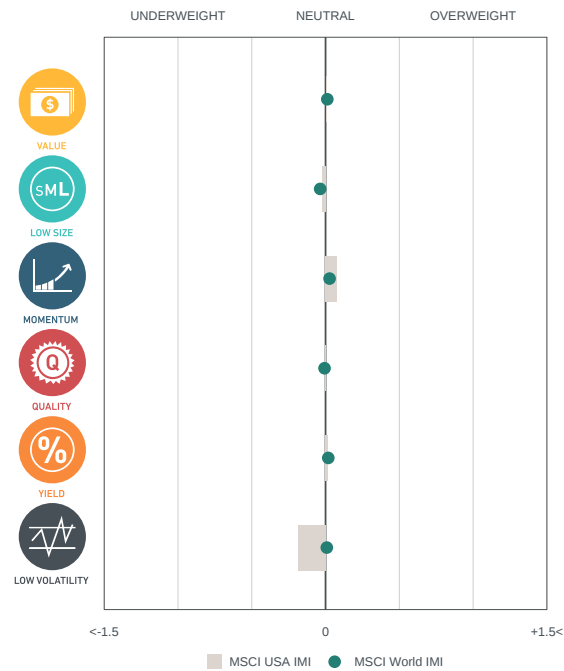 UNDERWEIGHT NEUTRAL OVERWEIGHT
$
VALUE
SML
LOW SIZE
MOMENTUM
Q
QUALITY
%
YIELD
LOW VOLATILITY
<-1.5 0 +1.5<
MSCI USA IMI MSCI World IMI